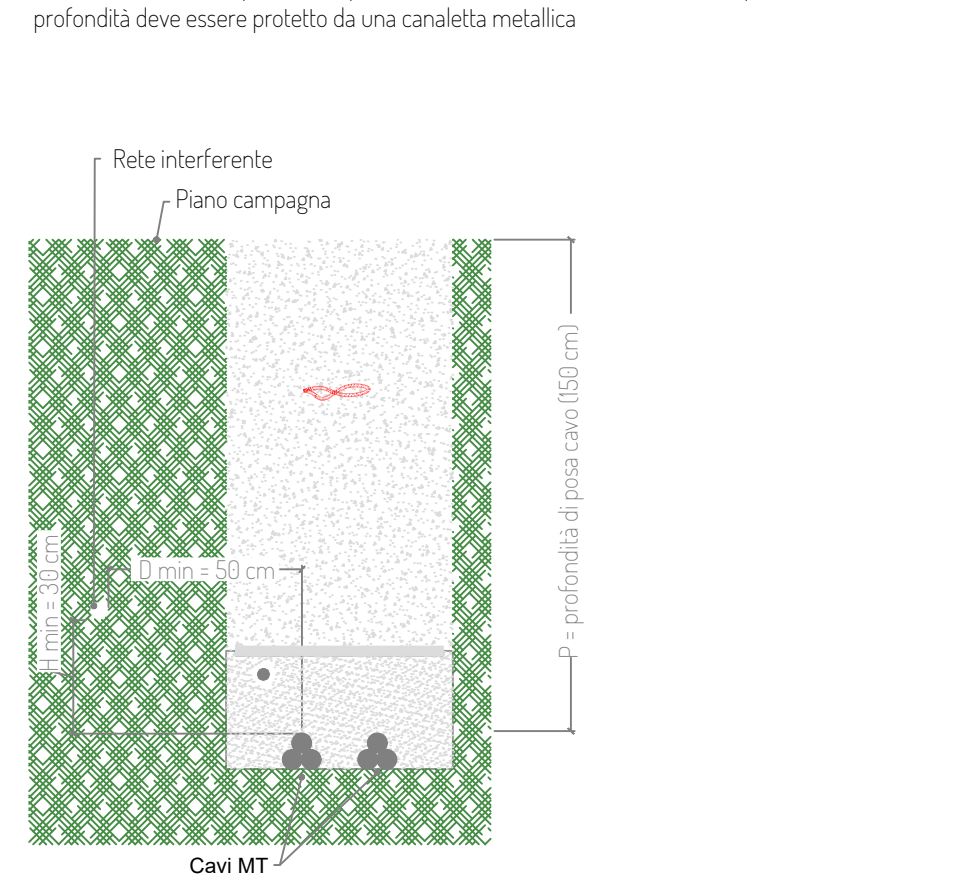 profondità deve essere protetto da una canaletta metallica
Rete interferente
Piano campagna
P = profondità di posa cavo (150 cm)
D min = 50 cm
H min = 30 cm
Cavi MT